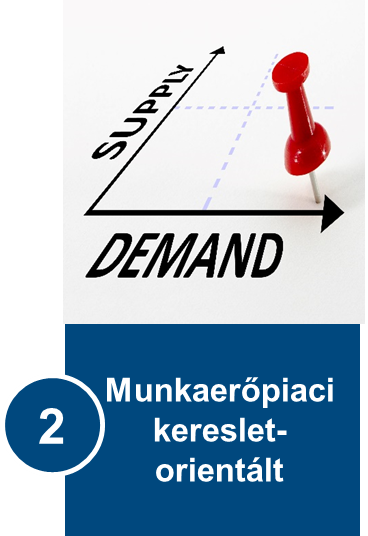 SUPPLY
DEMAND
2
Munkaerőpiaci
kereslet-
orientált